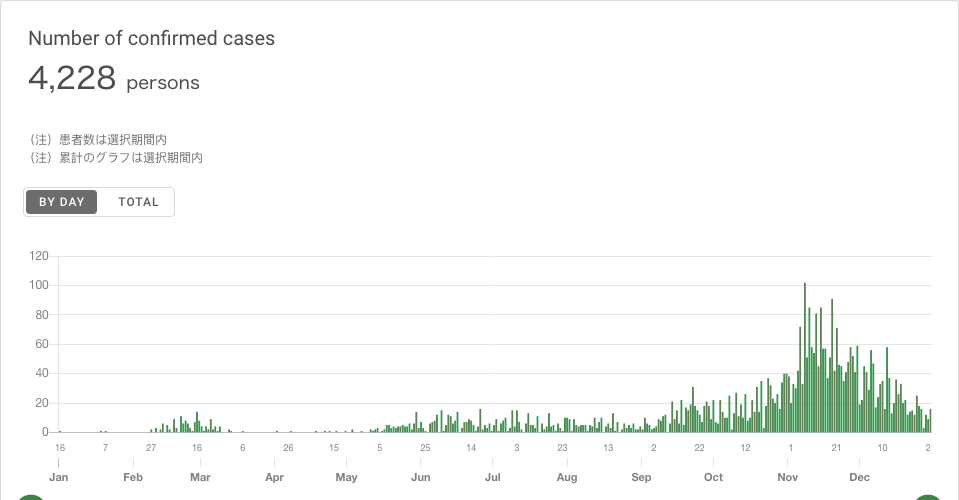 Number of confirmed cases
4,228 persons
（注）患者数は選択期間内
（注）累計のグラフは選択期間内
BY DAY TOTAL
120
100
80
60
40
20
0
16 7 27 16 6 26 15 5 25 14 3 23 13 2 22 12 1 21 10 2
Jan Feb Mar Apr May Jun Jul Aug Sep Oct Nov Dec